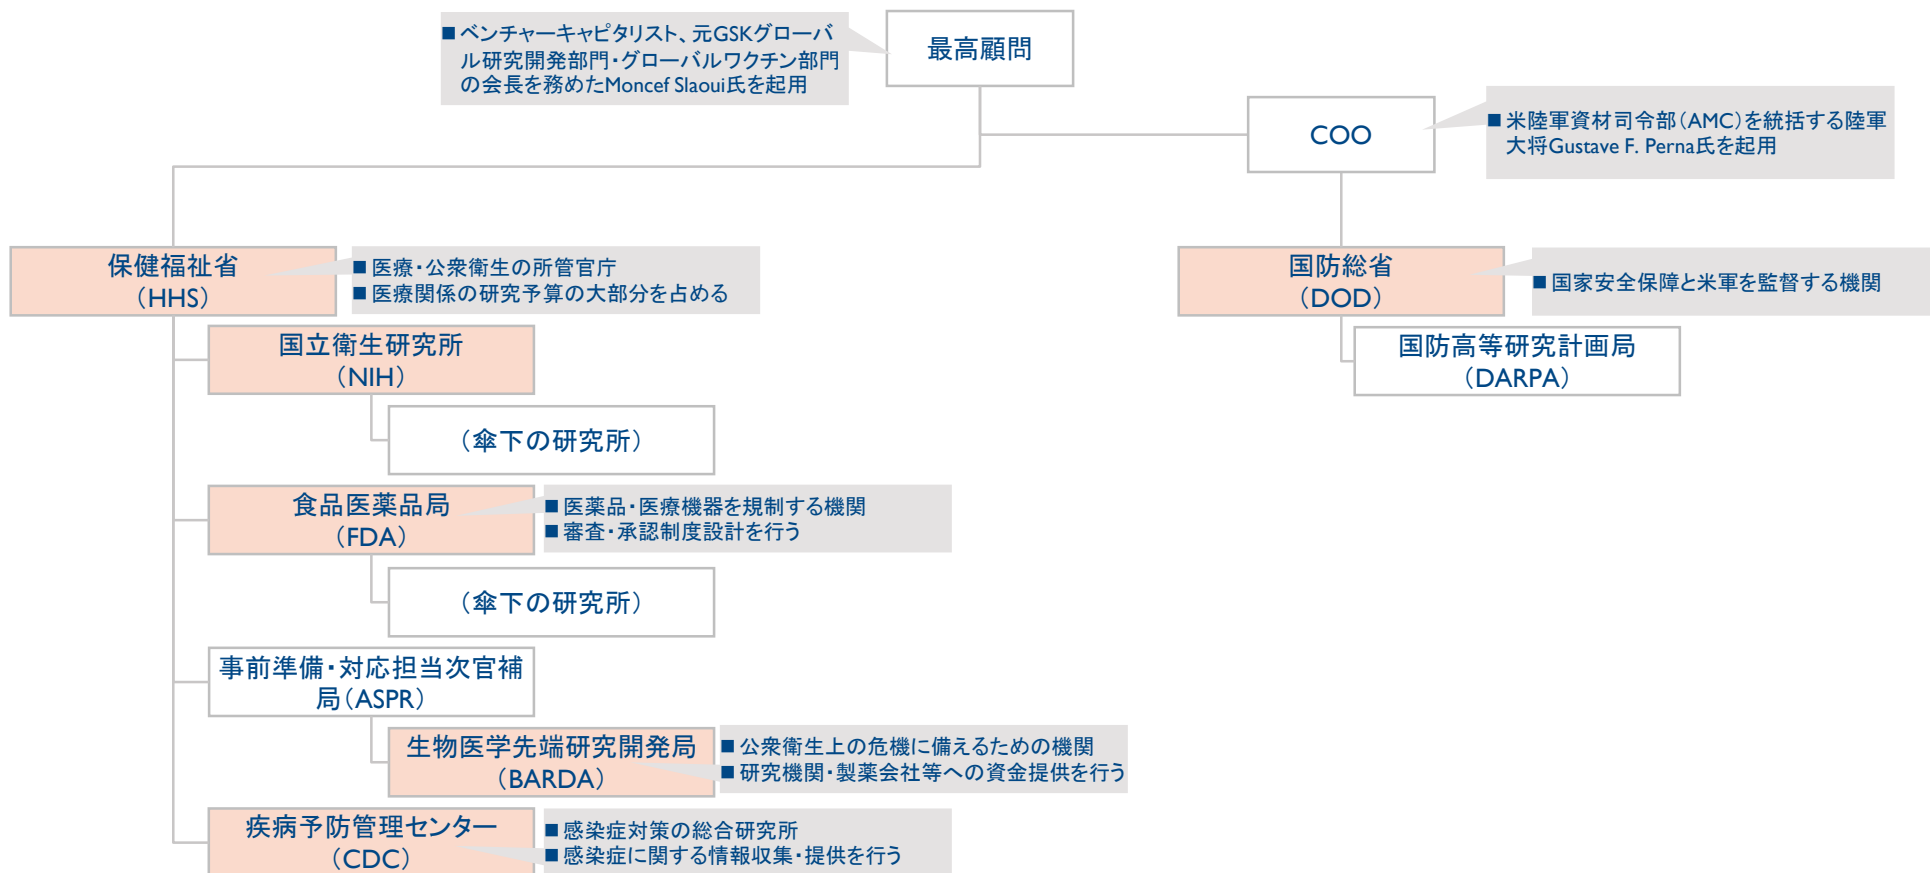 ■ ベンチャーキャピタリスト、元GSKグローバ
ル研究開発部門・グローバルワクチン部門
の会長を務めたMoncef Slaoui氏を起用
最高顧問
COO
■ 米陸軍資材司令部（AMC）を統括する陸軍
大将Gustave F. Perna氏を起用
保健福祉省
（HHS）
■ 医療・公衆衛生の所管官庁
■ 医療関係の研究予算の大部分を占める
国防総省
（DOD）
■ 国家安全保障と米軍を監督する機関
国立衛生研究所
（NIH）
国防高等研究計画局
（DARPA）
（傘下の研究所）
食品医薬品局
（FDA）
■ 医薬品・医療機器を規制する機関
■ 審査・承認制度設計を行う
（傘下の研究所）
事前準備・対応担当次官補
局（ASPR）
生物医学先端研究開発局
（BARDA）
■ 公衆衛生上の危機に備えるための機関
■ 研究機関・製薬会社等への資金提供を行う
疾病予防管理センター
（CDC）
■ 感染症対策の総合研究所
■ 感染症に関する情報収集・提供を行う